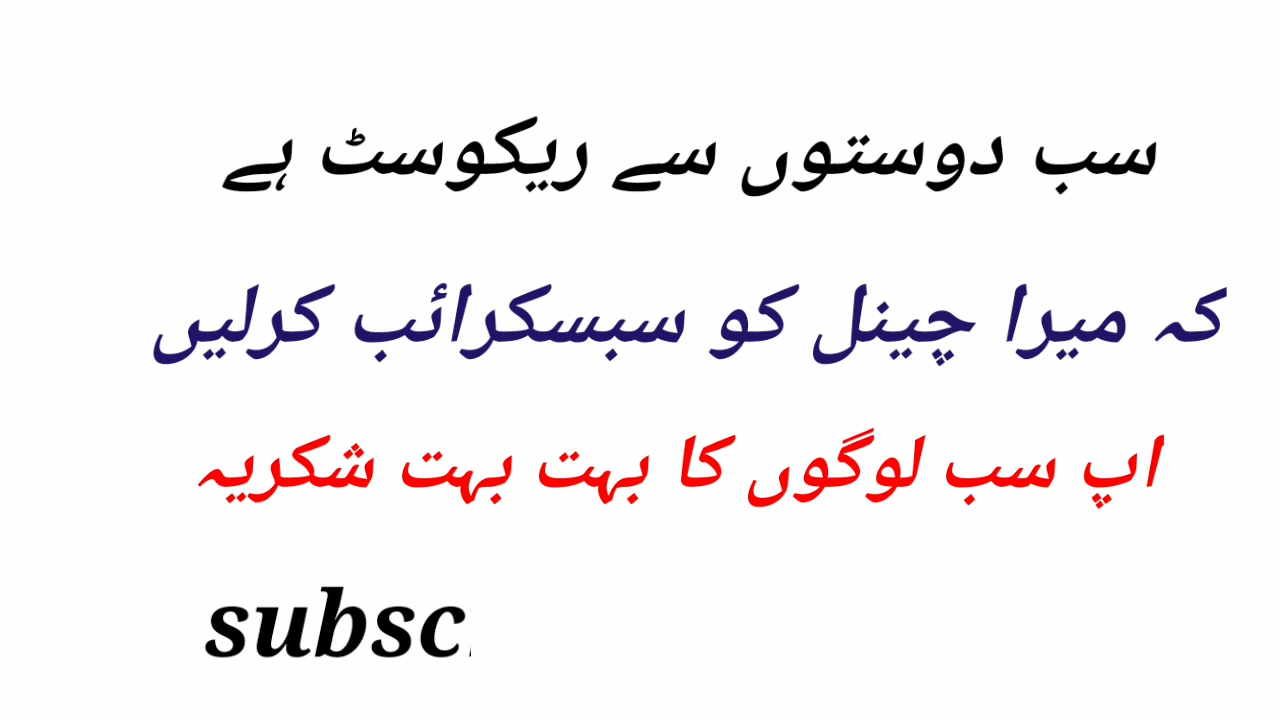 سب دوستوں سے ریکوسٹ ہے
کہ میرا چینل کو سبسکرائب کرلیں
اپ سب لوگوں کا بہت بہت شکریہ
subsc